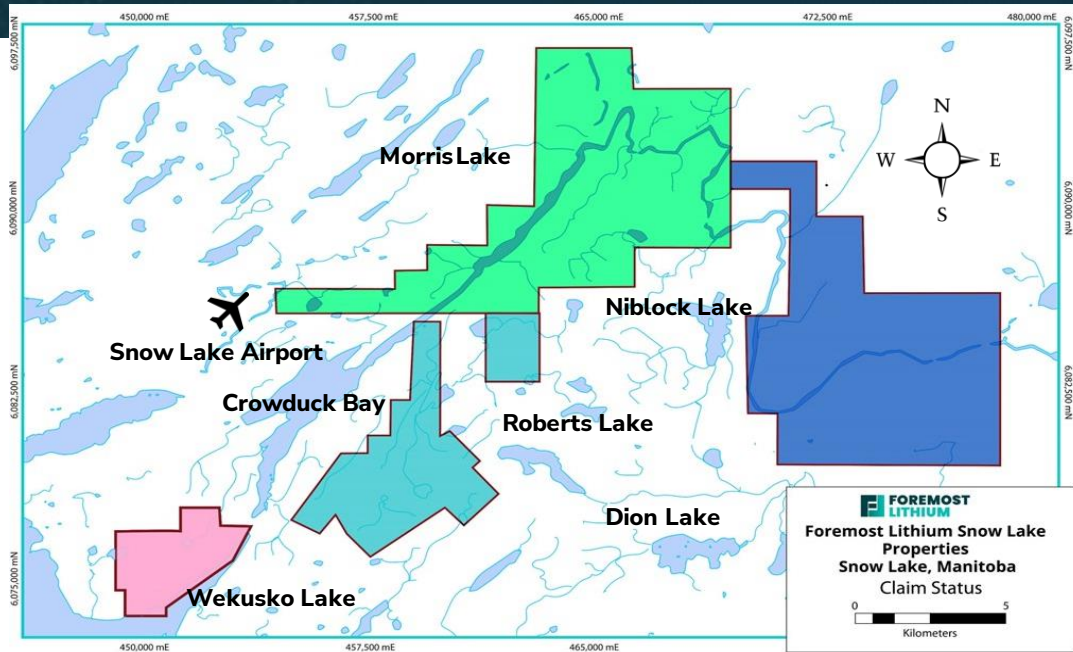 450,000 mE
457,500 mE
465,000 mE
472,500 mE
480,000 mE
6,097,500 mN
6,097,500 mN
N
W
E
S
Morris Lake
6,090,000 mN
6,090,000 mN
Niblock Lake
Snow Lake Airport
Crowduck Bay
6,082,500 mN
6,082,500 mN
Roberts Lake
Dion Lake
6,075,000 mN
Wekusko Lake
FOREMOST
LITHIUM
Foremost Lithium Snow Lake
Properties
Snow Lake, Manitoba
Claim Status
0
5
Kilometers
450,000 mE
457,500 mE
465,000 mE